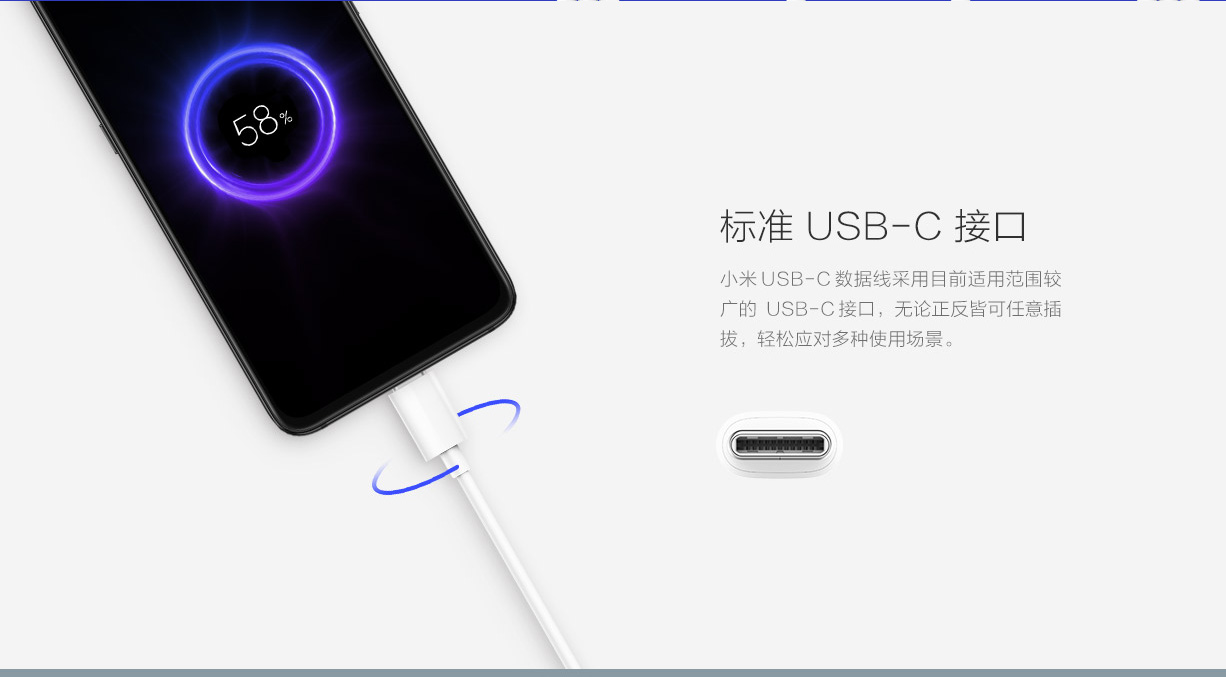 58%
标准 USB-C 接口
小米 USB-C 数据线采用目前适用范围较
广的 USB-C 接口，无论正反皆可任意插
拔，轻松应对多种使用场景。